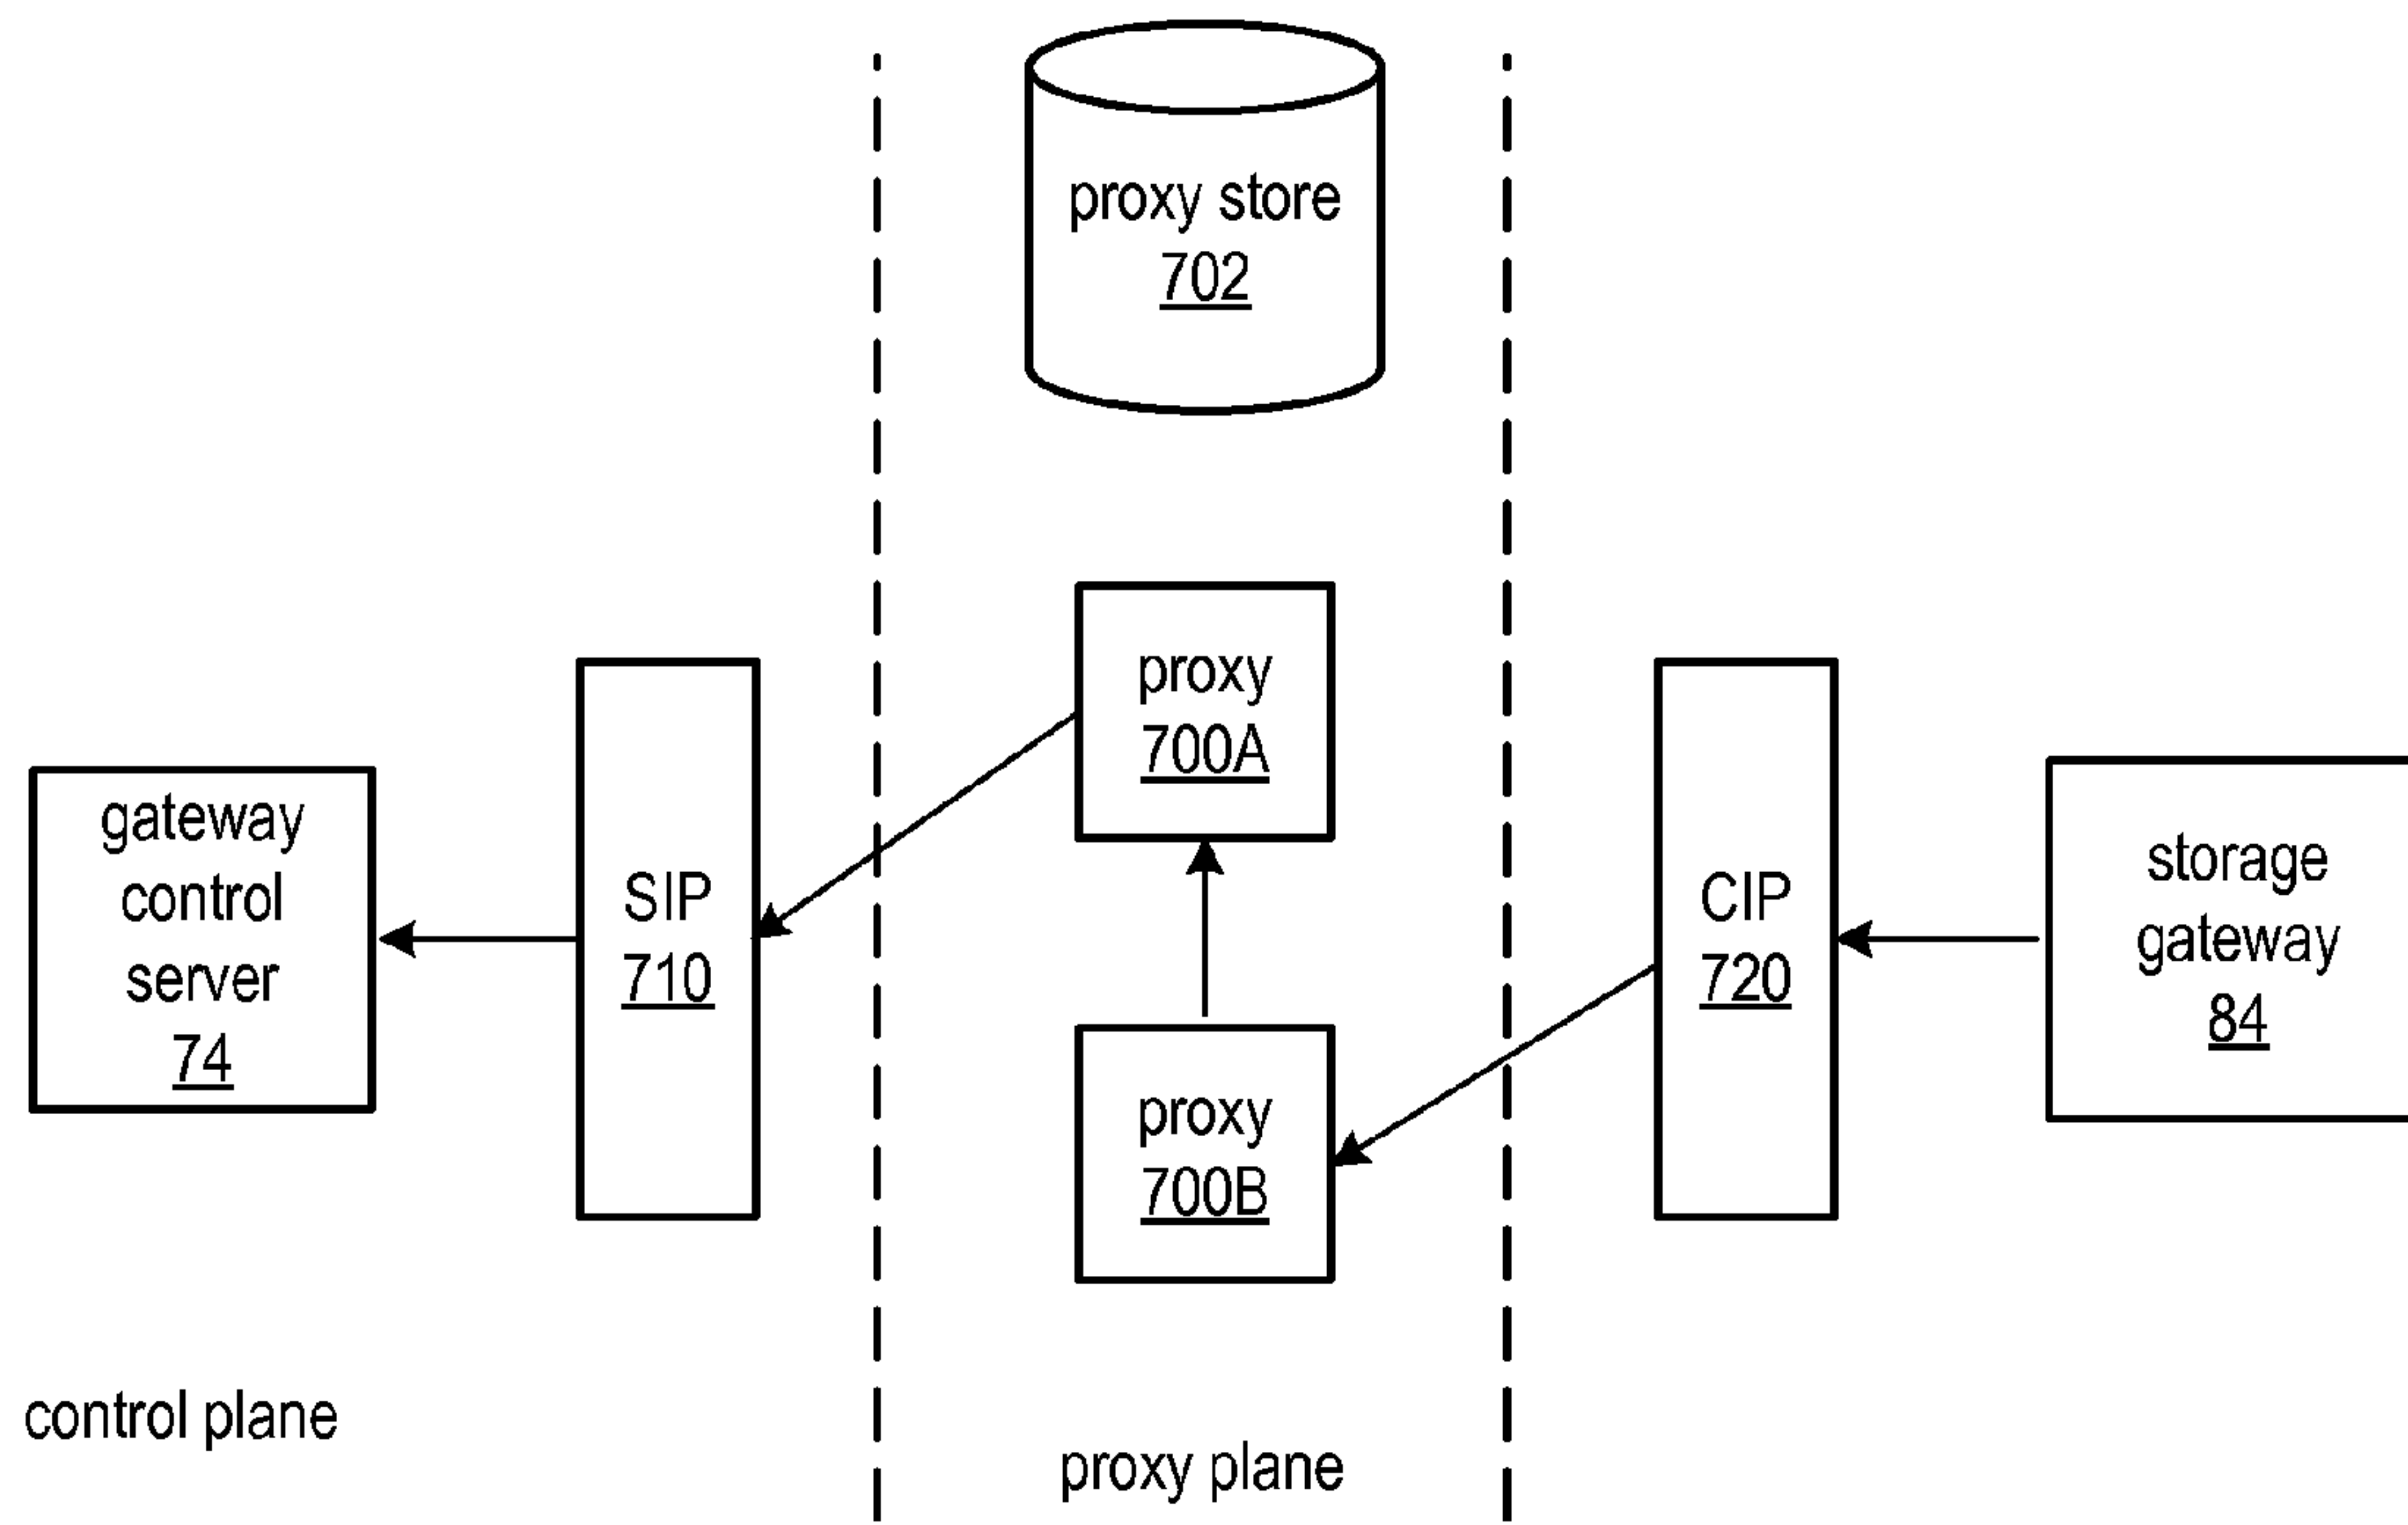 proxy store
702
proxy
700A
gateway
control
server
74
SIP
710
CIP
720
storage
gateway
84
proxy
700B
control plane
proxy plane